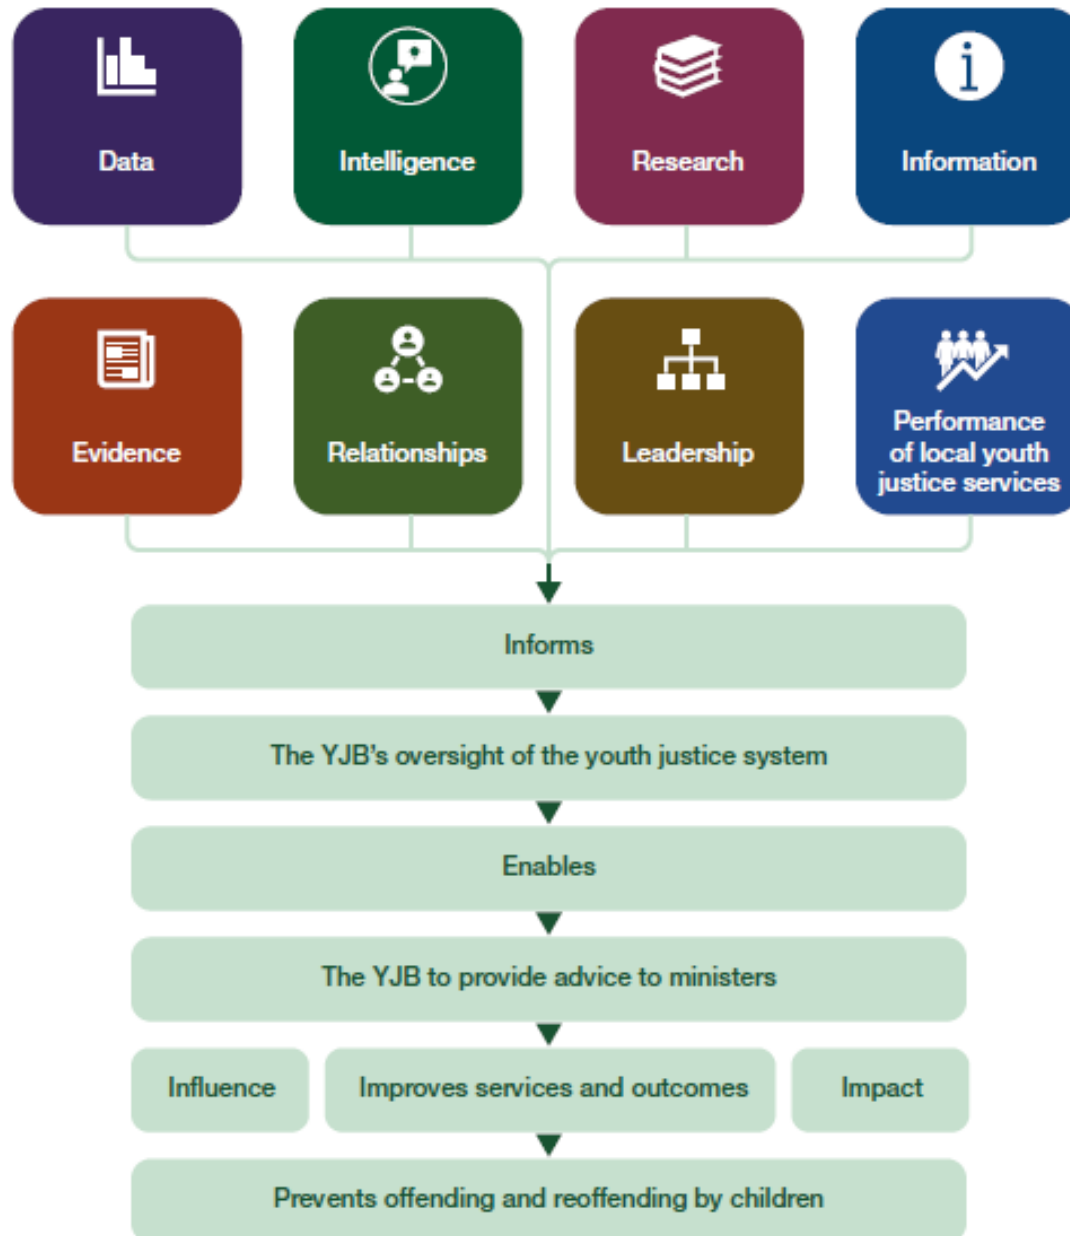 Data
Intelligence
Research
Information
Evidence
Relationships
Leadership
Performance
of local youth
justice services
Informs
The YJB's oversight of the youth justice system
Enables
The YJB to provide advice to ministers
Influence
Improves services and outcomes
Impact
Prevents offending and reoffending by children